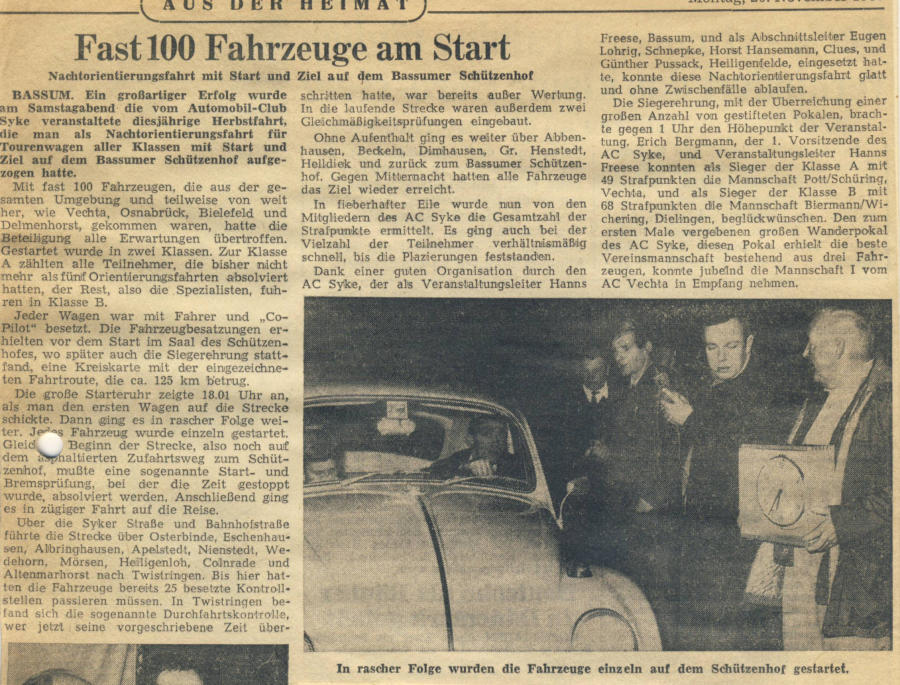 AUS DER HEIMAT
Montag,
Fast 100 Fahrzeuge am Start
Nachtorientierungsfahrt mit Start und Ziel auf dem Bassumer Schützenhof
BASSUM. Ein großartiger Erfolg wurde
am Samstagabend die vom Automobil-Club
Syke veranstaltete diesjährige Herbstfahrt,
die man als Nachtorientierungsfahrt für
Tourenwagen aller Klassen mit Start und
Ziel auf dem Bassumer Schützenhof aufge-
zogen hatte.
Mit fast 100 Fahrzeugen, die aus der ge-
samten Umgebung und teilweise von weit
her, wie Vechta, Osnabrück, Bielefeld und
Delmenhorst, gekommen waren, hatte die
Beteiligung alle Erwartungen übertroffen.
Gestartet wurde in zwei Klassen. Zur Klasse
A zählten alle Teilnehmer, die bisher nicht
mehr als fünf Orientierungsfahrten absolviert
hatten, der Rest, also die Spezialisten, fuh-
ren in Klasse B.
Jeder Wagen war mit Fahrer und „Co-
Pilot“ besetzt. Die Fahrzeugbesatzungen er-
hielten vor dem Start im Saal des Schützen-
hofes, wo später auch die Siegerehrung statt-
fand, eine Kreiskarte mit der eingezeichne-
ten Fahrtroute, die ca. 125 km betrug.
Die große Starteruhr zeigte 18.01 Uhr an,
als man den ersten Wagen auf die Strecke
schickte. Dann ging es in rascher Folge wei-
ter. Jedes Fahrzeug wurde einzeln gestartet.
Gleich Beginn der Strecke, also noch auf
dem asphaltierten Zufahrtsweg zum Schüt-
zenhof, mußte eine sogenannte Start- und
Bremsprüfung, bei der die Zeit gestoppt
wurde, absolviert werden. Anschließend ging
es in zügiger Fahrt auf die Reise.
Über die Syker Straße und Bahnhofstraße
führte die Strecke über Osterbinde, Eschenhau-
sen, Albringhausen, Apelstedt, Nienstedt, We-
dehorn, Mörsen, Heiligenloh, Colnrade und
Altenmarhorst nach Twistringen. Bis hier hat-
ten die Fahrzeuge bereits 25 besetzte Kontroll-
stellen passieren müssen. In Twistringen be-
fand sich die sogenannte Durchfahrtskontrolle,
wer jetzt seine vorgeschriebene Zeit über-
schritten hatte, war bereits außer Wertung.
In die laufende Strecke waren außerdem zwei
Gleichmäßigkeitsprüfungen eingebaut.
Ohne Aufenthalt ging es weiter über Abben-
hausen, Beckeln, Dimhausen, Gr. Henstedt,
Helldiek und zurück zum Bassumer Schützen-
hof. Gegen Mitternacht hatten alle Fahrzeuge
das Ziel wieder erreicht.
In fieberhafter Eile wurde nun von den
Mitgliedern des AC Syke die Gesamtzahl der
Strafpunkte ermittelt. Es ging auch bei der
Vielzahl der Teilnehmer verhältnismäßig
schnell, bis die Plazierungen feststanden.
Dank einer guten Organisation durch den
AC Syke, der als Veranstaltungsleiter Hanns
Freese, Bassum, und als Abschnittsleiter Eugen
Lohrig, Schnepke, Horst Hansemann, Clues, und
Günther Pussack, Heiligenfelde, eingesetzt hat-
te, konnte diese Nachtorientierungsfahrt glatt
und ohne Zwischenfälle ablaufen.
Die Siegerehrung, mit der Überreichung einer
großen Anzahl von gestifteten Pokalen, brach-
te gegen 1 Uhr den Höhepunkt der Veranstal-
tung. Erich Bergmann, der 1. Vorsitzende des
AC Syke, und Veranstaltungsleiter Hanns
Freese konnten als Sieger der Klasse A mit
49 Strafpunkten die Mannschaft Pott/Schüring,
Vechta, und als Sieger der Klasse B mit
68 Strafpunkten die Mannschaft Biermann/Wi-
chering, Dielingen, beglückwünschen. Den zum
ersten Male vergebenen großen Wanderpokal
des AC Syke, diesen Pokal erhielt die beste
Vereinsmannschaft bestehend aus drei Fahr-
zeugen, konnte jubelnd die Mannschaft I vom
AC Vechta in Empfang nehmen.
In rascher Folge wurden die Fahrzeuge einzeln auf dem Schützenhof gestartet.